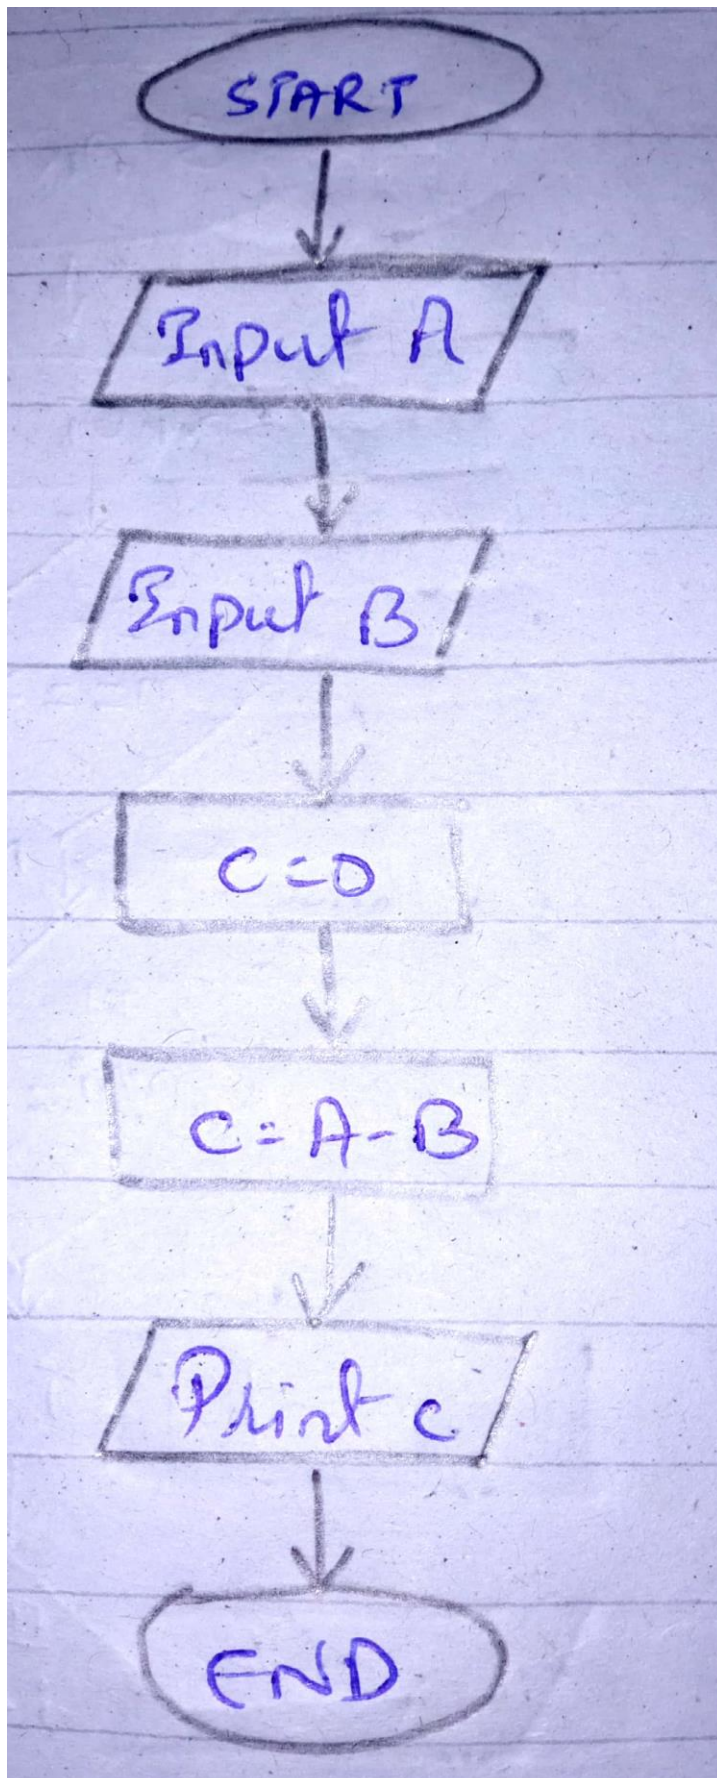 START
Input A
Input B
C=0
C=A-B
Print C
END